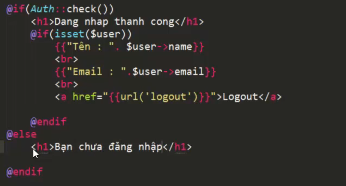 @if(Auth::check())
<h1>Dang nhap thanh cong</h1>
@if(isset($user))
{{"Tên : ". $user->name}}
<br>
{{"Email : ".$user->email}}
<br>
<a href="{{url('logout')}}">Logout</a>
@endif
@else
<h1>Bạn chưa đăng nhập</h1>
@endif